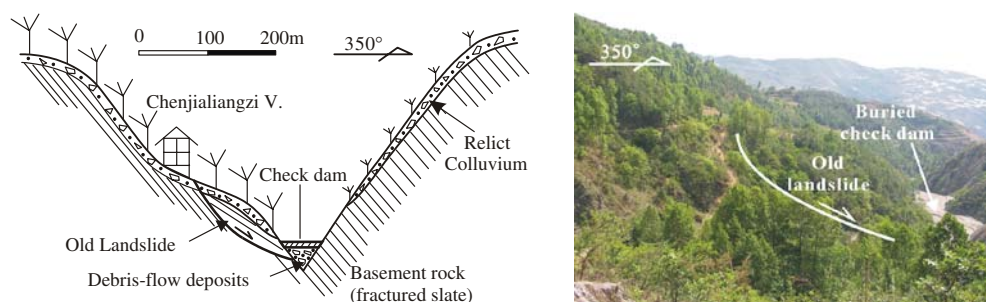 0 100 200m
350°
Chenjialiangzi V.
Relict
Colluvium
Check dam
Old Landslide
Debris-flow deposits
Basement rock
(fractured slate)
350°
Buried
check dam
Old
landslide